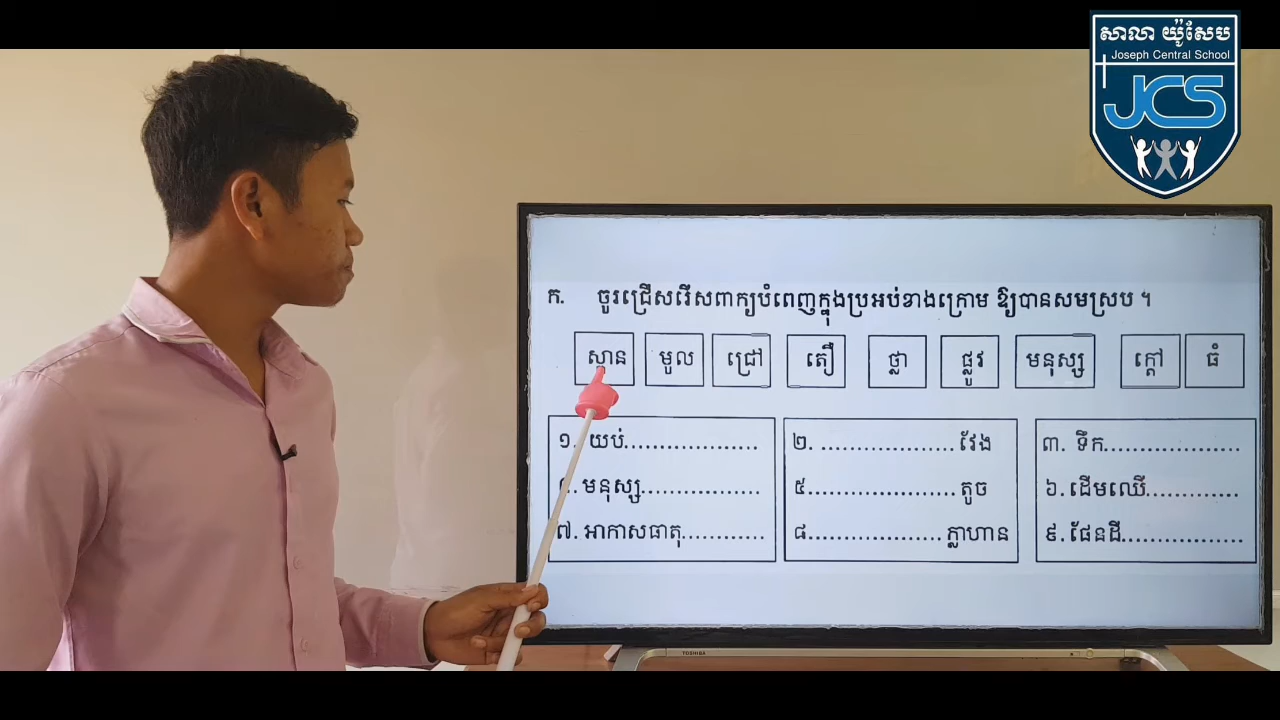 សាលា យ៉ូសែប
Joseph Central School
JCS
ក. ចូរជ្រើសរើសពាក្យបំពេញក្នុងប្រអប់ខាងក្រោម ឱ្យបានសមស្រប ។
ស្ពាន មូល ជ្រៅ តឿ ថ្លា ផ្លូវ មនុស្ស ក្ដៅ ធំ
១. យប់.................... ២. .................... វែង ៣. ទឹក....................
. មនុស្ស.................. ៥...................... តូច ៦. ដើមឈើ.............
៧. អាកាសធាតុ............ ៨.................... ក្លាហាន ៩. ផែនដី..................
TOSHIBA